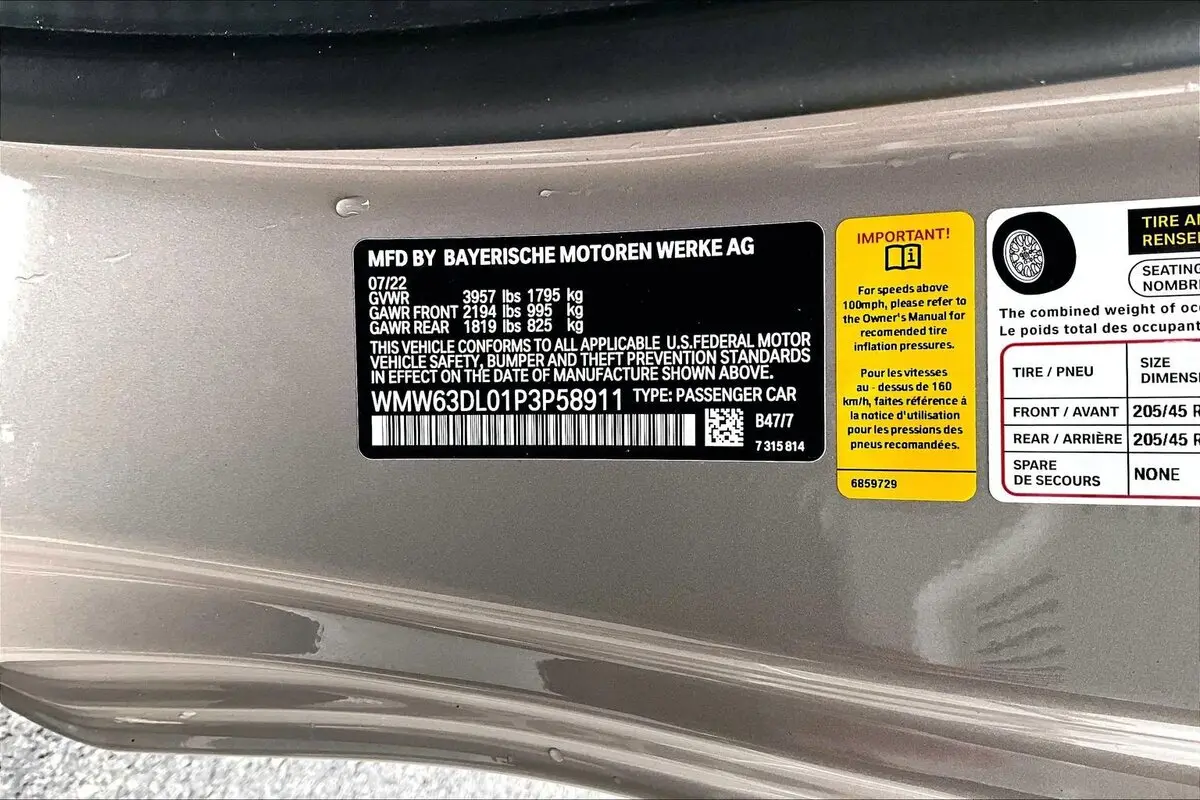 MFD BY BAYERISCHE MOTOREN WERKE AG
07/22
GVWR 3957 lbs 1795 kg
GAWR FRONT 2194 lbs 995 kg
GAWR REAR 1819 lbs 825 kg
THIS VEHICLE CONFORMS TO ALL APPLICABLE U.S.FEDERAL MOTOR
VEHICLE SAFETY, BUMPER AND THEFT PREVENTION STANDARDS
IN EFFECT ON THE DATE OF MANUFACTURE SHOWN ABOVE.
WMW63DL01P3P58911 TYPE: PASSENGER CAR
B47/7
7 315 814
IMPORTANT!
For speeds above
100mph, please refer to
the Owner's Manual for
recomended tire
inflation pressures.
Pour les vitesses
au - dessus de 160
km/h, faites référence à
la notice d'utilisation
pour les pressions des
pneus recomandées.
6859729
TIRE A
RENSE
SEATING
NOMBR
The combined weight of oc
Le poids total des occupant
TIRE / PNEU
SIZE
DIMENS
FRONT / AVANT 205/45 R
REAR / ARRIÈRE 205/45 R
SPARE
DE SECOURS
NONE